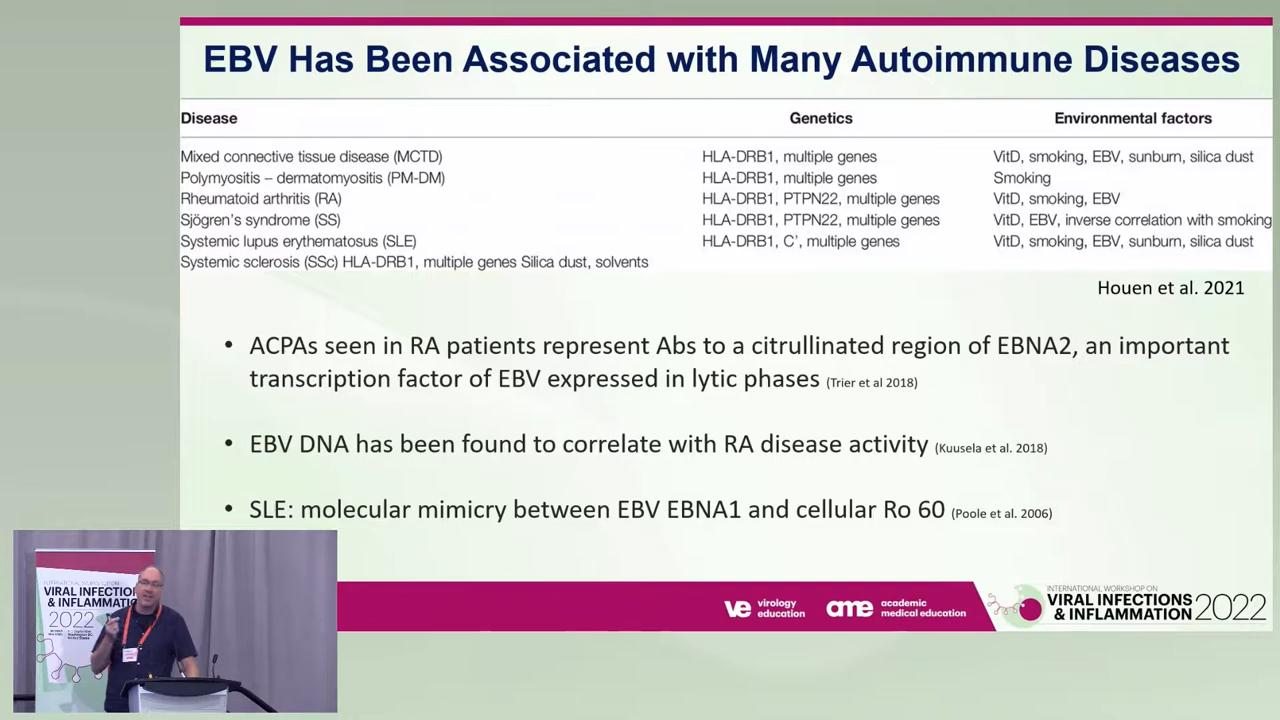 EBV Has Been Associated with Many Autoimmune Diseases
Disease Genetics Environmental factors
Mixed connective tissue disease (MCTD) HLA-DRB1, multiple genes VitD, smoking, EBV, sunburn, silica dust
Polymyositis – dermatomyositis (PM-DM) HLA-DRB1, multiple genes Smoking
Rheumatoid arthritis (RA) HLA-DRB1, PTPN22, multiple genes VitD, smoking, EBV
Sjögren's syndrome (SS) HLA-DRB1, PTPN22, multiple genes VitD, EBV, inverse correlation with smoking
Systemic lupus erythematosus (SLE) HLA-DRB1, C’, multiple genes VitD, smoking, EBV, sunburn, silica dust
Systemic sclerosis (SSc) HLA-DRB1, multiple genes Silica dust, solvents
Houen et al. 2021
• ACPAs seen in RA patients represent Abs to a citrullinated region of EBNA2, an important
transcription factor of EBV expressed in lytic phases (Trier et al 2018)
• EBV DNA has been found to correlate with RA disease activity (Kuusela et al. 2018)
• SLE: molecular mimicry between EBV EBNA1 and cellular Ro 60 (Poole et al. 2006)
VIRAL INFECTIONS
& INFLAMMATION
2022
ve virology
education
ame academic
medical education
INTERNATIONAL WORKSHOP ON
VIRAL INFECTIONS
& INFLAMMATION 2022